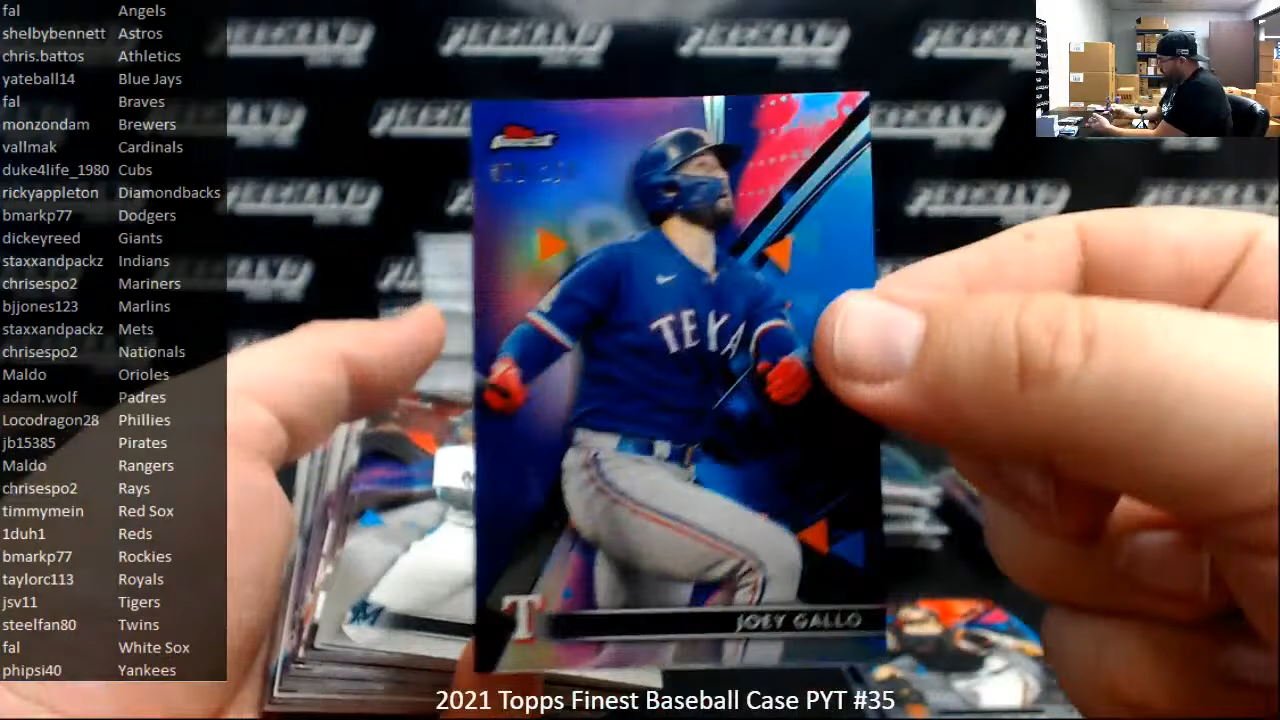 fal Angels
shelbybennett Astros
chris.battos Athletics
yateball14 Blue Jays
fal Braves
monzondam Brewers
vallmak Cardinals
duke4life_1980 Cubs
rickyappleton Diamondbacks
bmarkp77 Dodgers
dickeyreed Giants
staxxandpackz Indians
chrisespo2 Mariners
bjjones123 Marlins
staxxandpackz Mets
chrisespo2 Nationals
Maldo Orioles
adam.wolf Padres
Locodragon28 Phillies
jb15385 Pirates
Maldo Rangers
chrisespo2 Rays
timmymein Red Sox
1duh1 Reds
bmarkp77 Rockies
taylorc113 Royals
jsv11 Tigers
steelfan80 Twins
fal White Sox
phipsi40 Yankees
Finest
TEXA
T
JOEY GALLO
2021 Topps Finest Baseball Case PYT #35